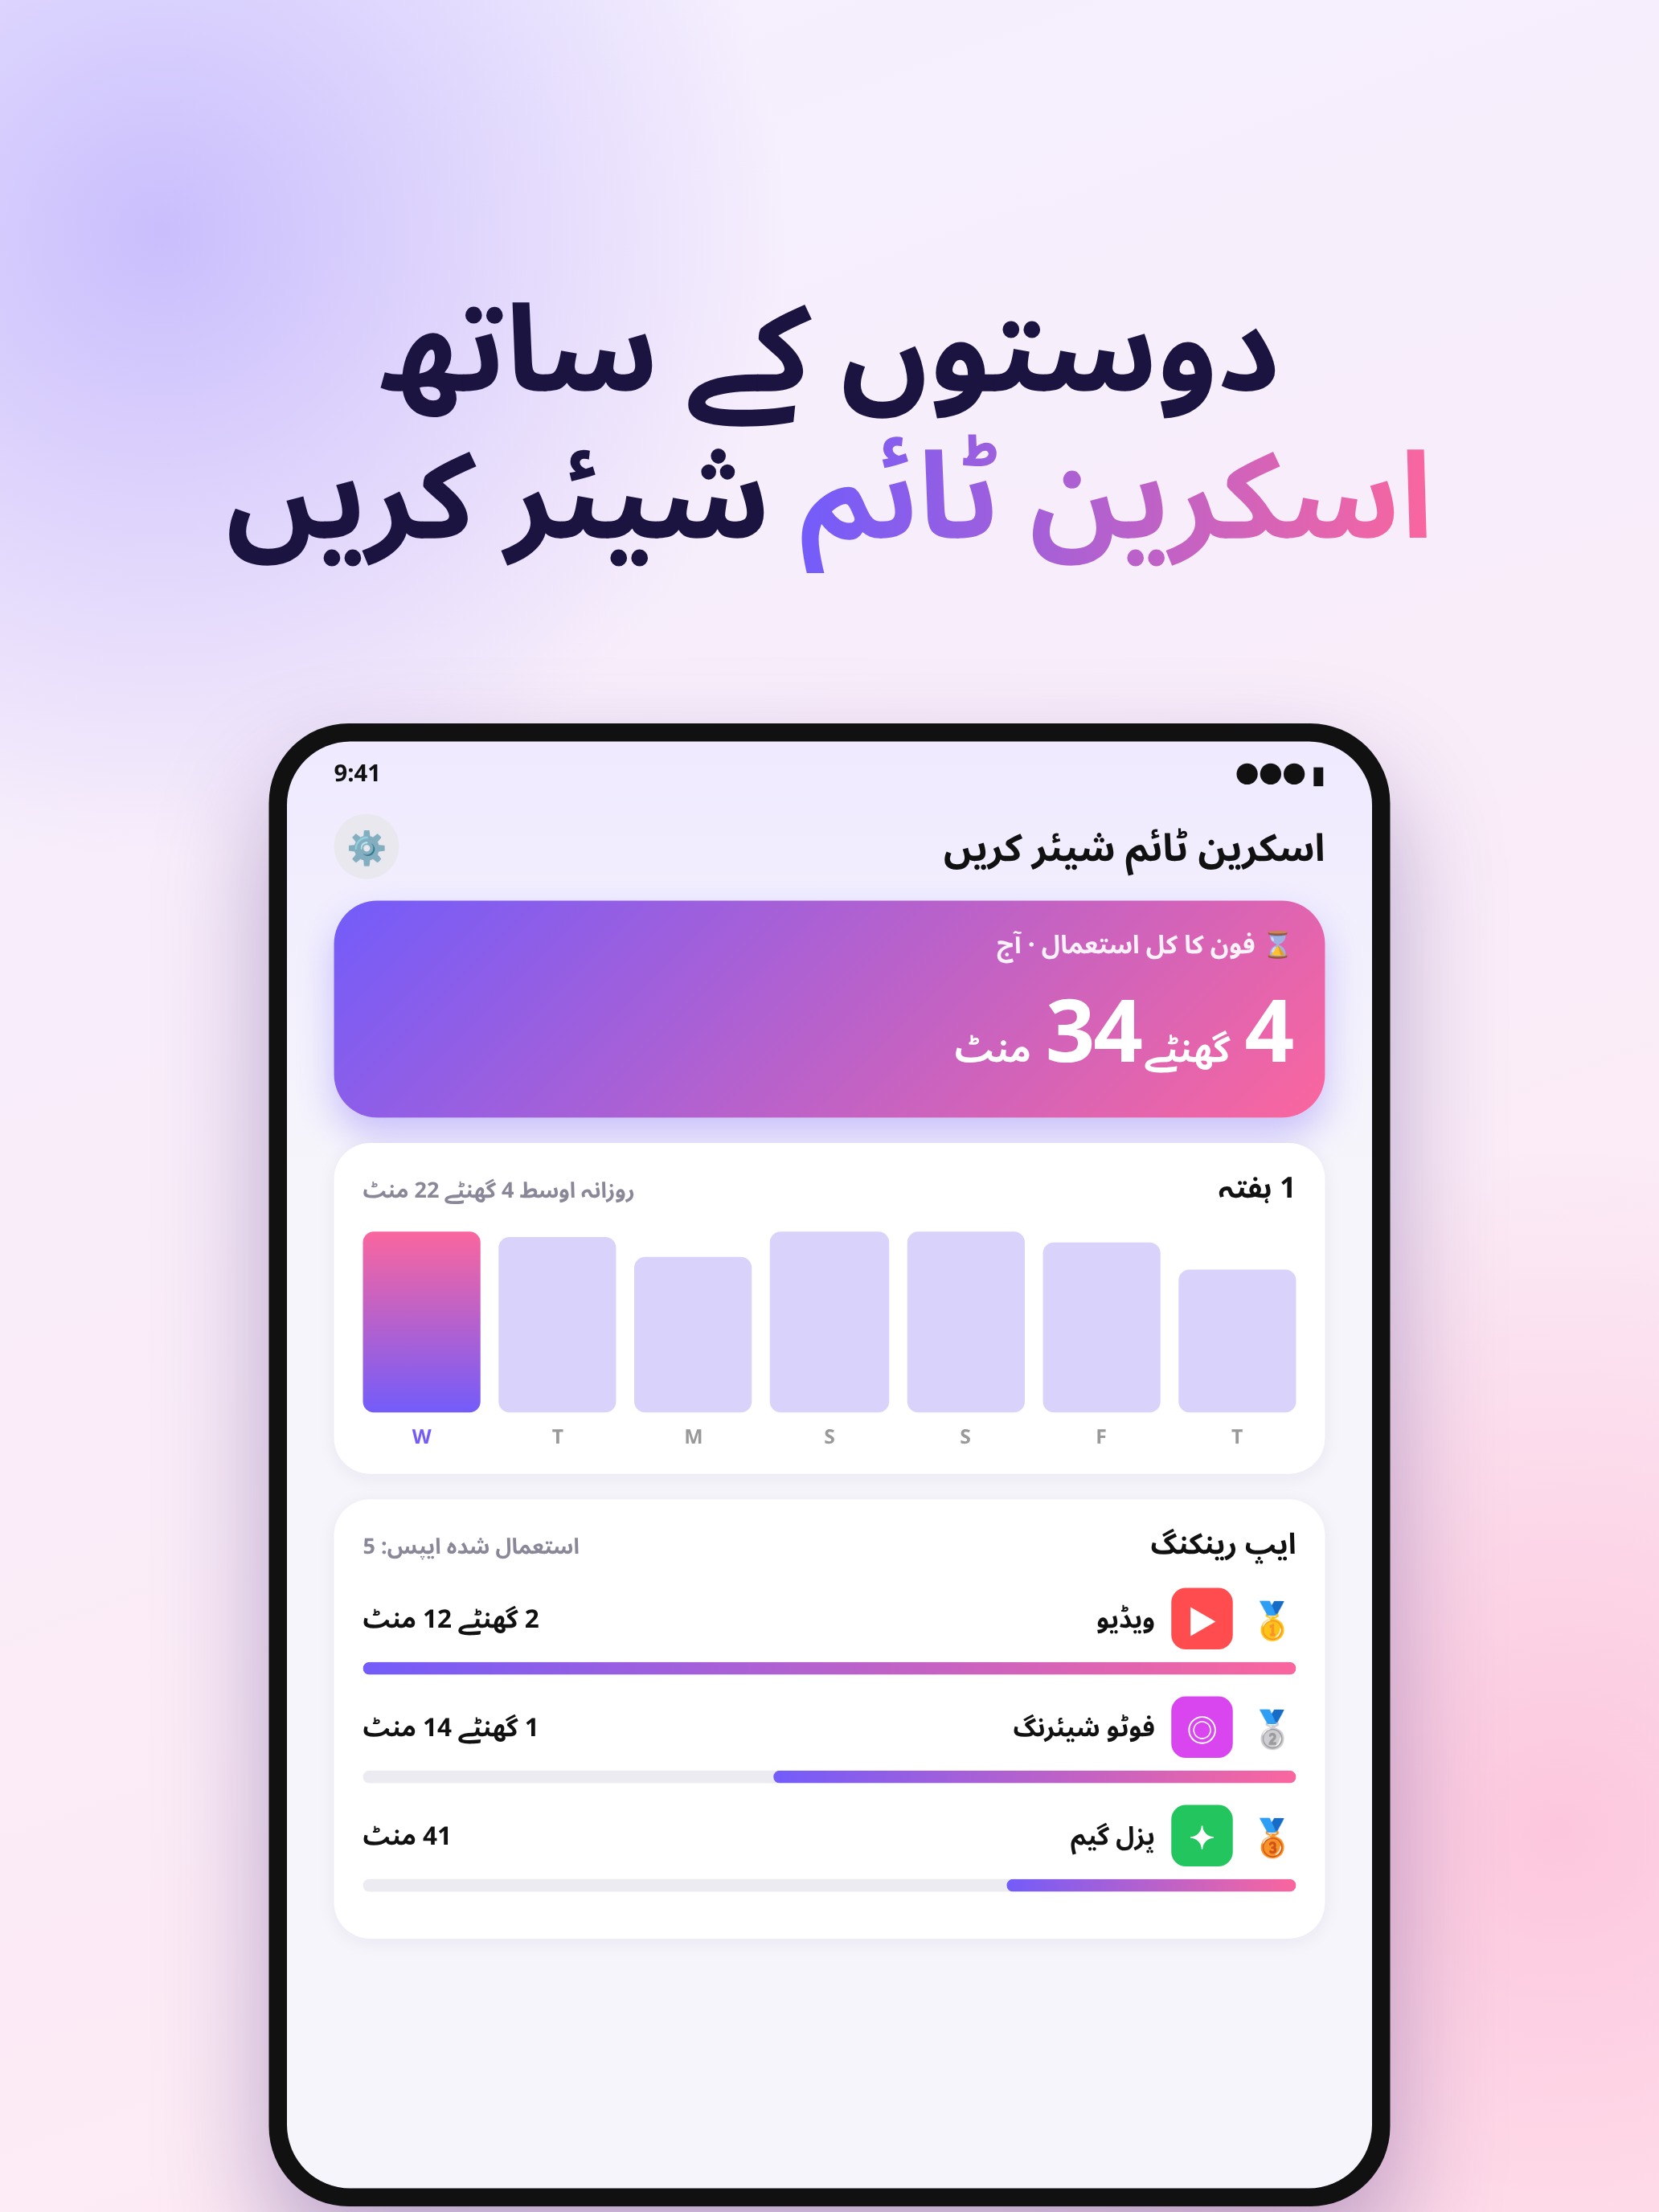 دوستوں کے ساتھ
اسکرین ٹائم شیئر کریں
9:41
اسکرین ٹائم شیئر کریں
⌛ فون کا کل استعمال · آج
4 گھنٹے 34 منٹ
1 ہفتہ
روزانہ اوسط 4 گھنٹے 22 منٹ
T F S S M T W
ایپ رینکنگ
استعمال شدہ ایپس: 5
🥇 ویڈیو
2 گھنٹے 12 منٹ
🥈 فوٹو شیئرنگ
1 گھنٹے 14 منٹ
🥉 پزل گیم
41 منٹ